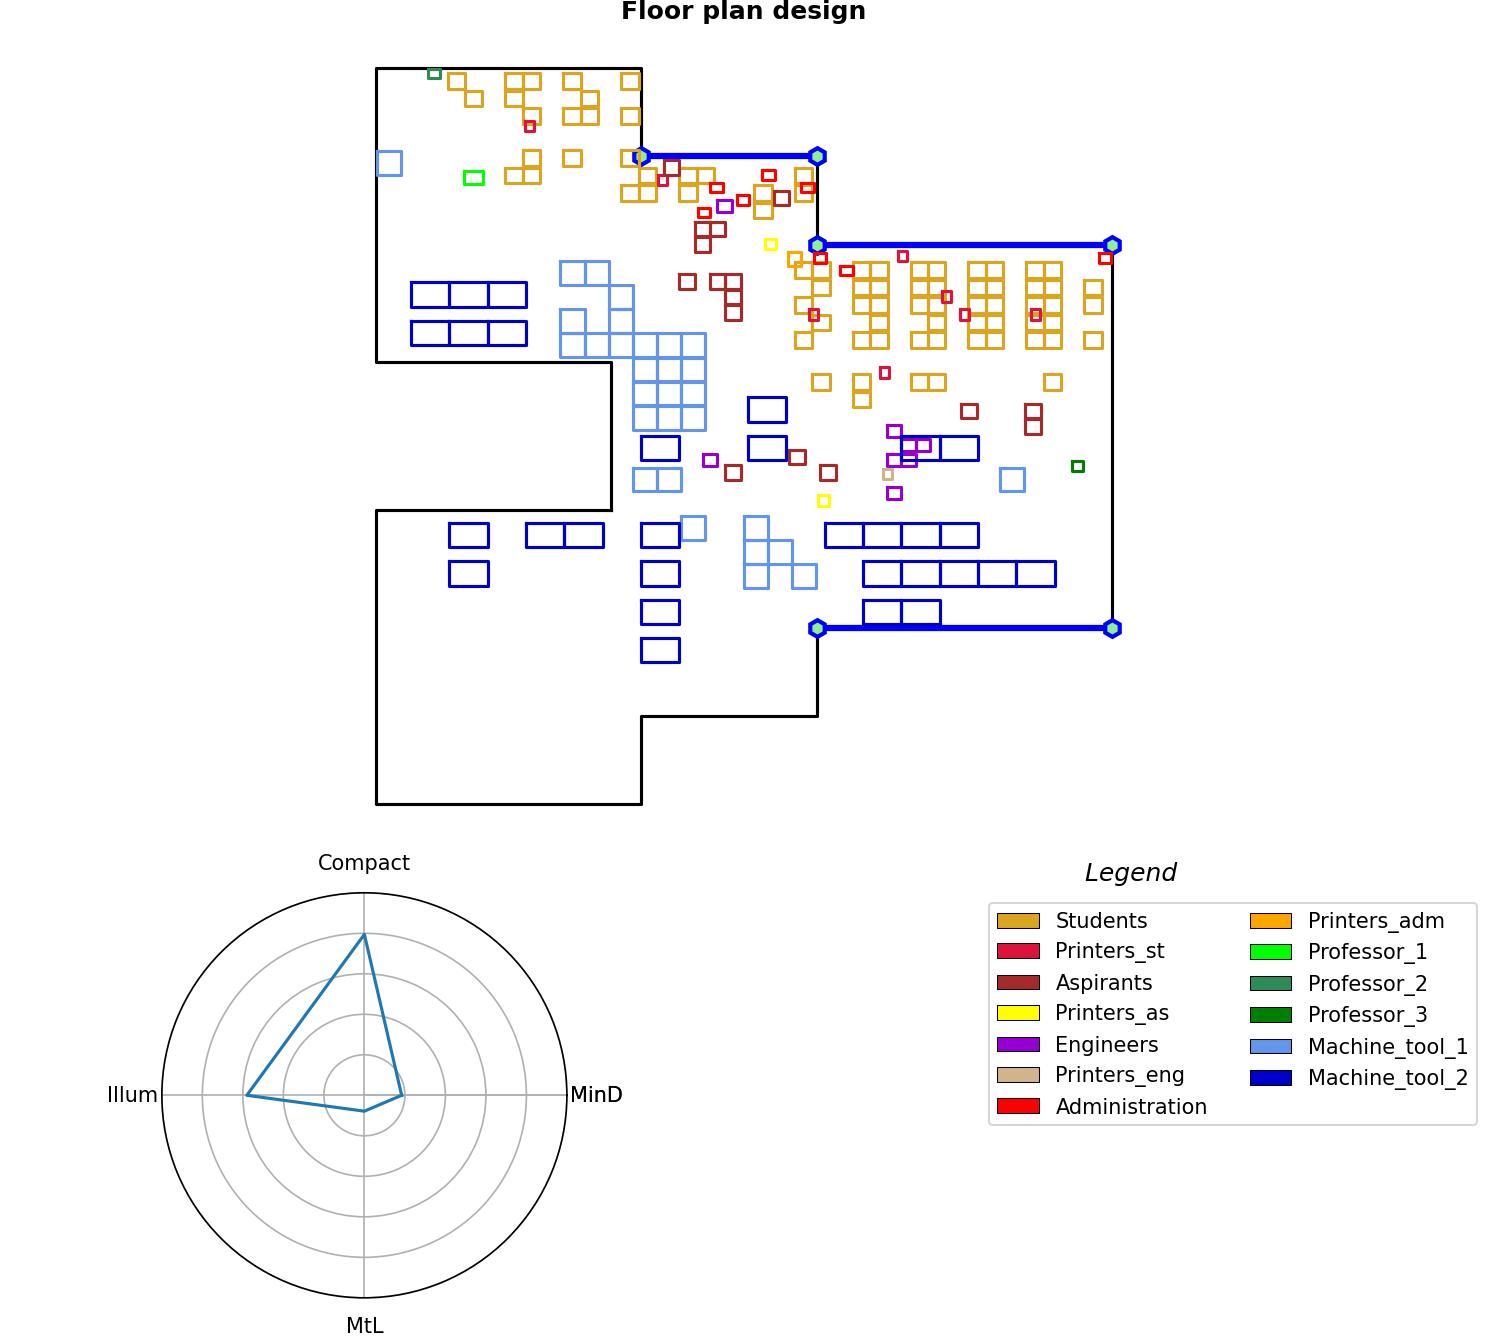 Floor plan design
Compact
Illum
MinD
MtL
Legend
Students
Printers_st
Aspirants
Printers_as
Engineers
Printers_eng
Administration
Printers_adm
Professor_1
Professor_2
Professor_3
Machine_tool_1
Machine_tool_2